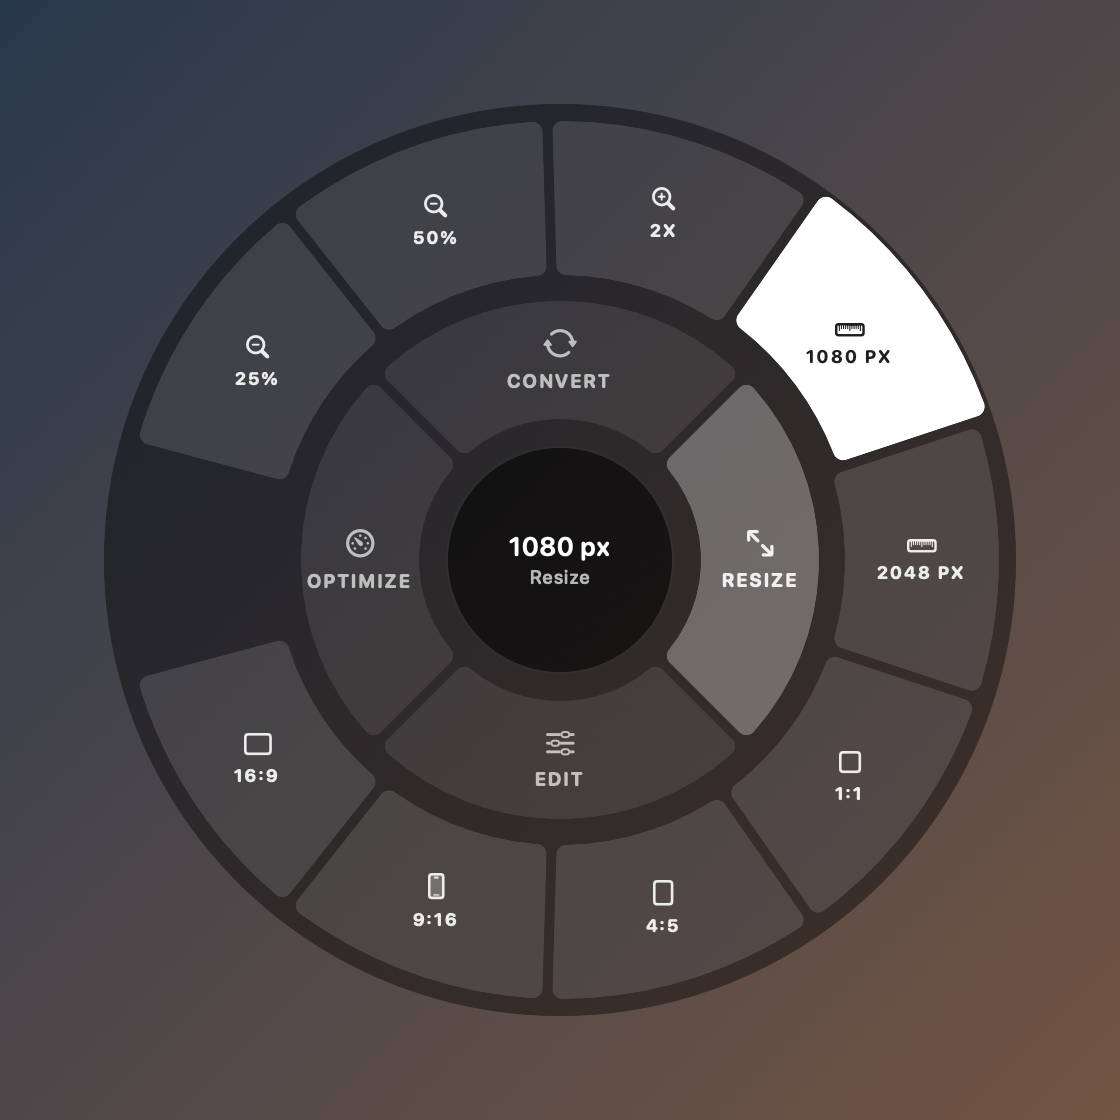 50%
2X
25%
1080 PX
CONVERT
1080 px
Resize
OPTIMIZE
RESIZE
2048 PX
EDIT
16:9
1:1
9:16
4:5